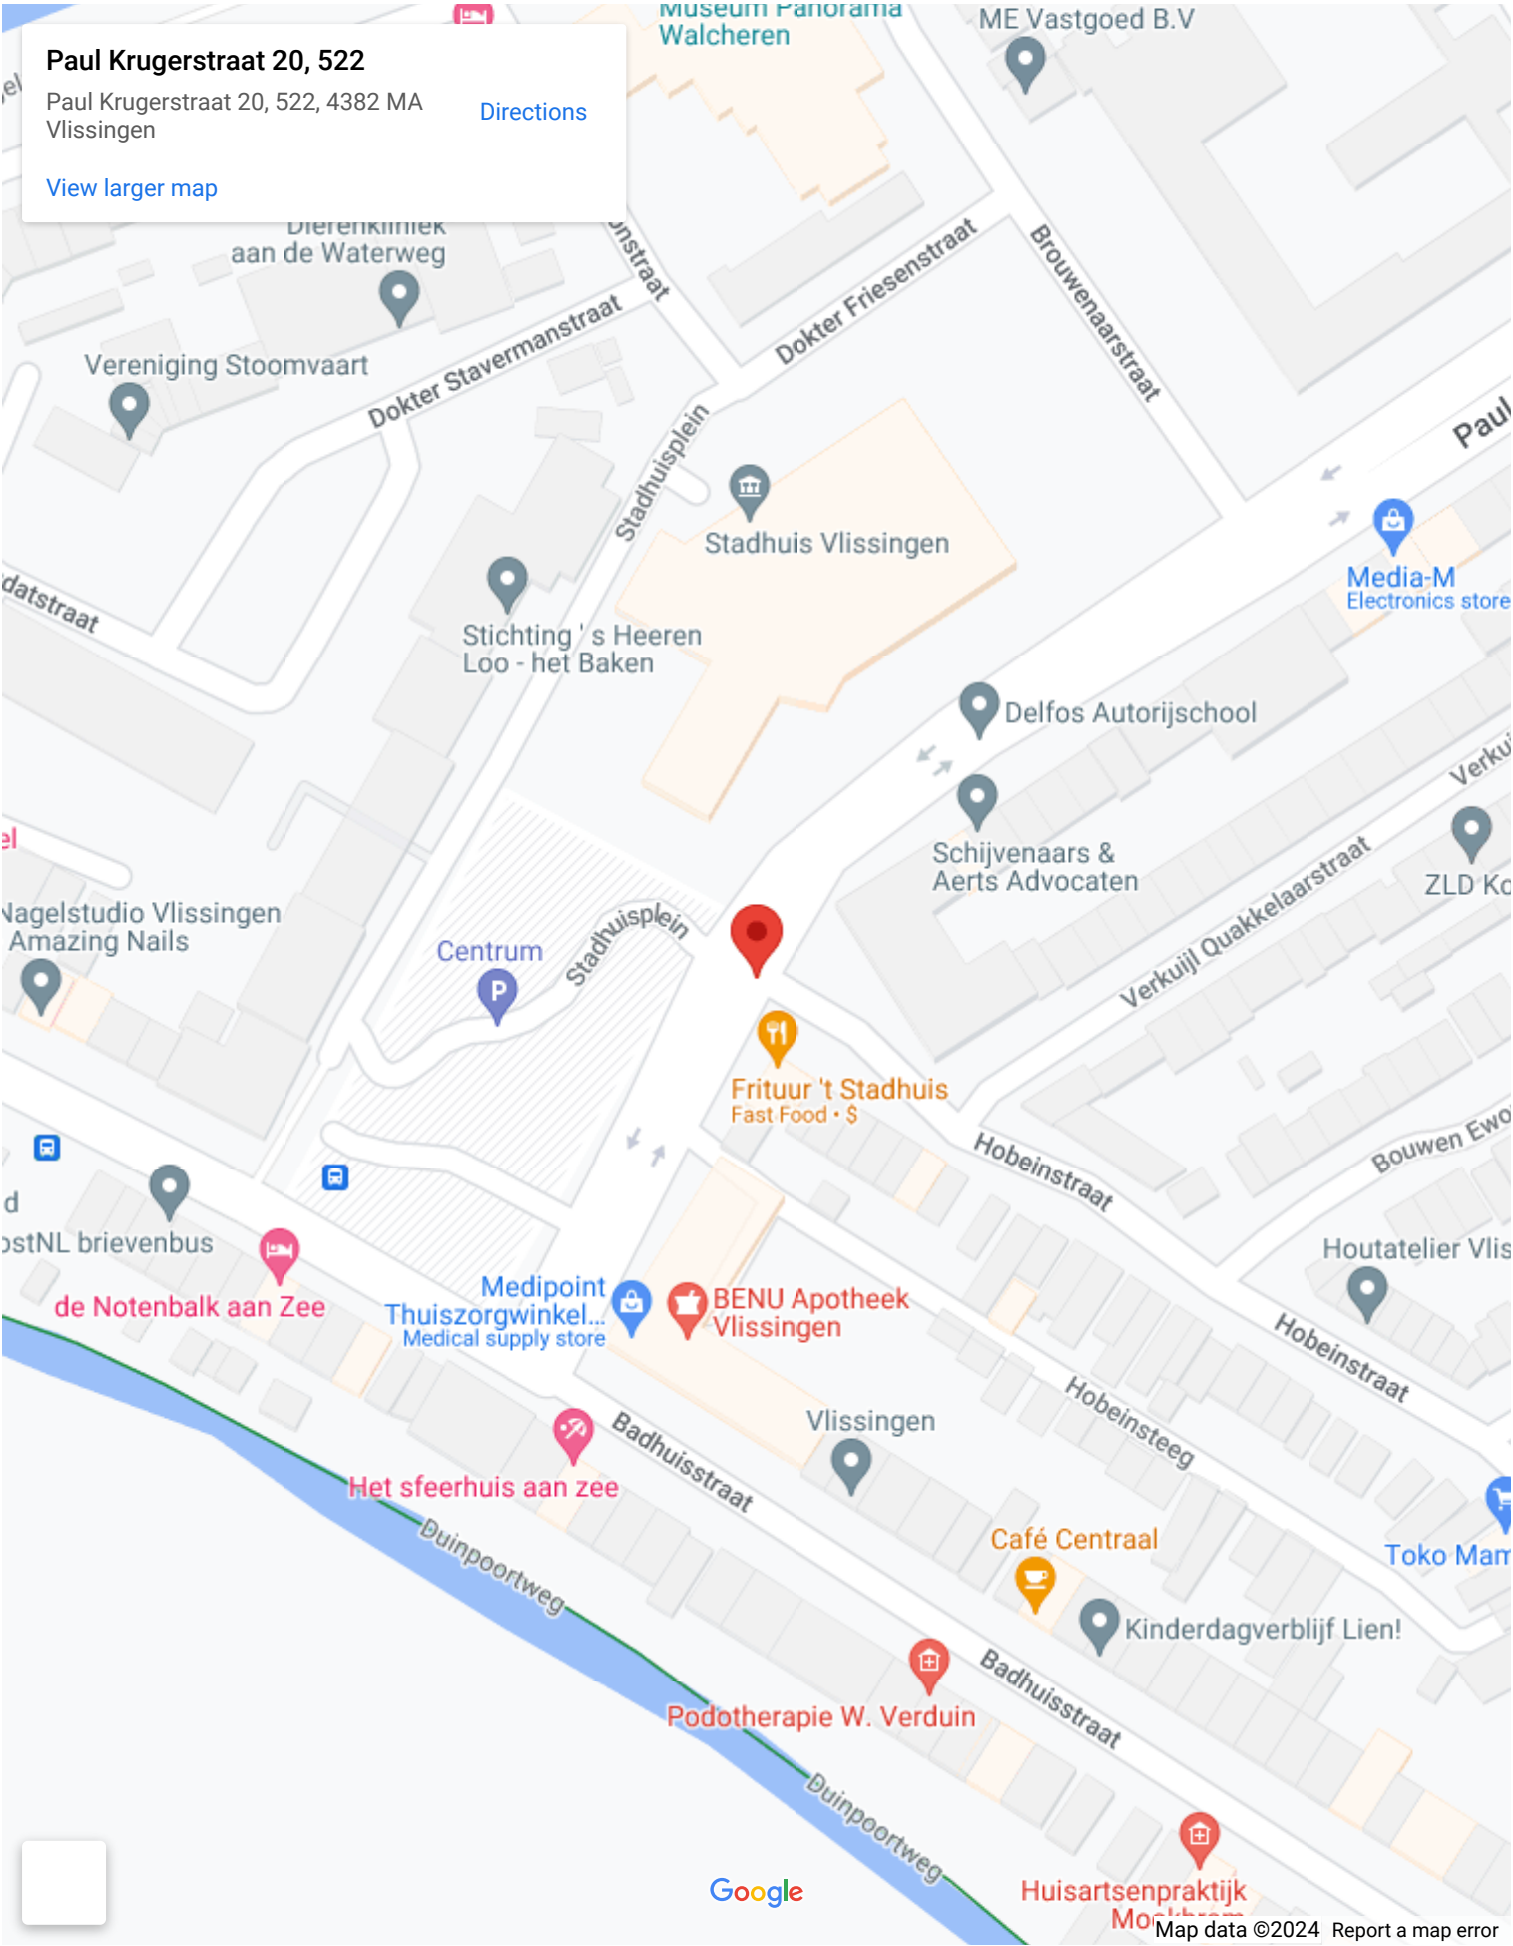 Museum Panorama
Walcheren
ME Vastgoed B.V
Paul Krugerstraat 20, 522
Paul Krugerstraat 20, 522, 4382 MA
Vlissingen
Directions
View larger map
Dierenkliniek
aan de Waterweg
onstraat
Dokter Friesenstraat
Brouwenaarstraat
Dokter Stavermanstraat
Vereniging Stoomvaart
Paul
Stadhuisplein
Stadhuis Vlissingen
Media-M
Electronics store
datstraat
Stichting 's Heeren
Loo - het Baken
Delfos Autorijschool
Verkui
el
Schijvenaars &
Aerts Advocaten
ZLD Ko
Nagelstudio Vlissingen
Amazing Nails
Centrum
P
Stadhuisplein
Verkuijl Quakkelaarstraat
Frituur 't Stadhuis
Fast Food • $
Hobeinstraat
Bouwen Ewo
d
ostNL brievenbus
de Notenbalk aan Zee
Medipoint
Thuiszorgwinkel...
Medical supply store
BENU Apotheek
Vlissingen
Houtatelier Vlis
Hobeinstraat
Hobeinsteeg
Vlissingen
Badhuisstraat
Het sfeerhuis aan zee
Duinpoortweg
Café Centraal
Toko Mam
Kinderdagverblijf Lien!
Badhuisstraat
Podotherapie W. Verduin
Duinpoortweg
Huisartsenpraktijk
Google
Map data ©2024
Report a map error